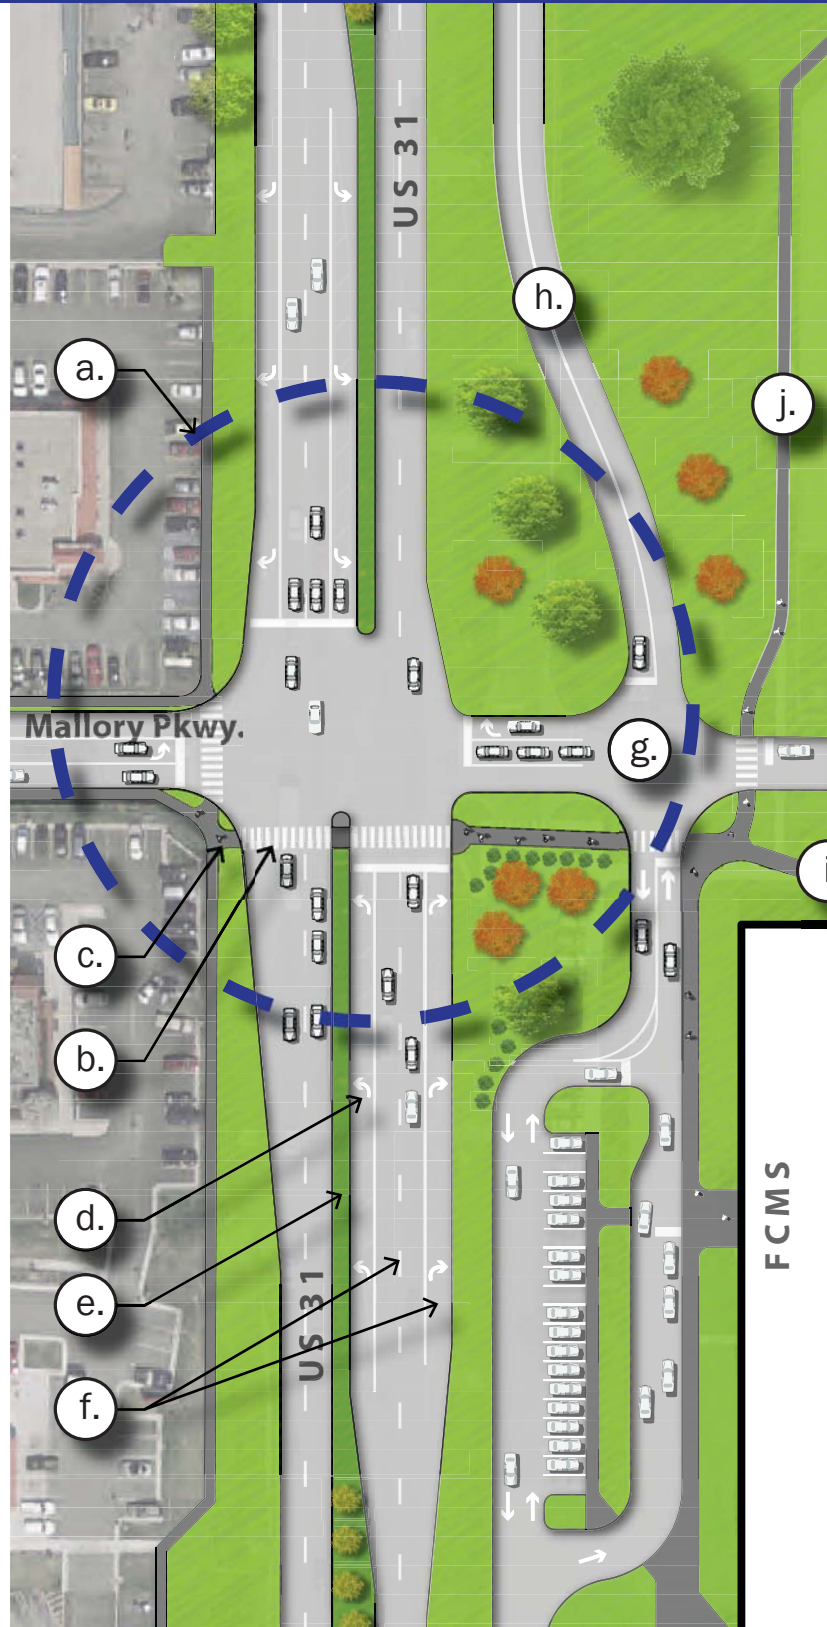 US 31
h.
a.
j.
Mallory Pkwy.
g.
i
c.
b.
d.
e.
f.
US 31
FCMS